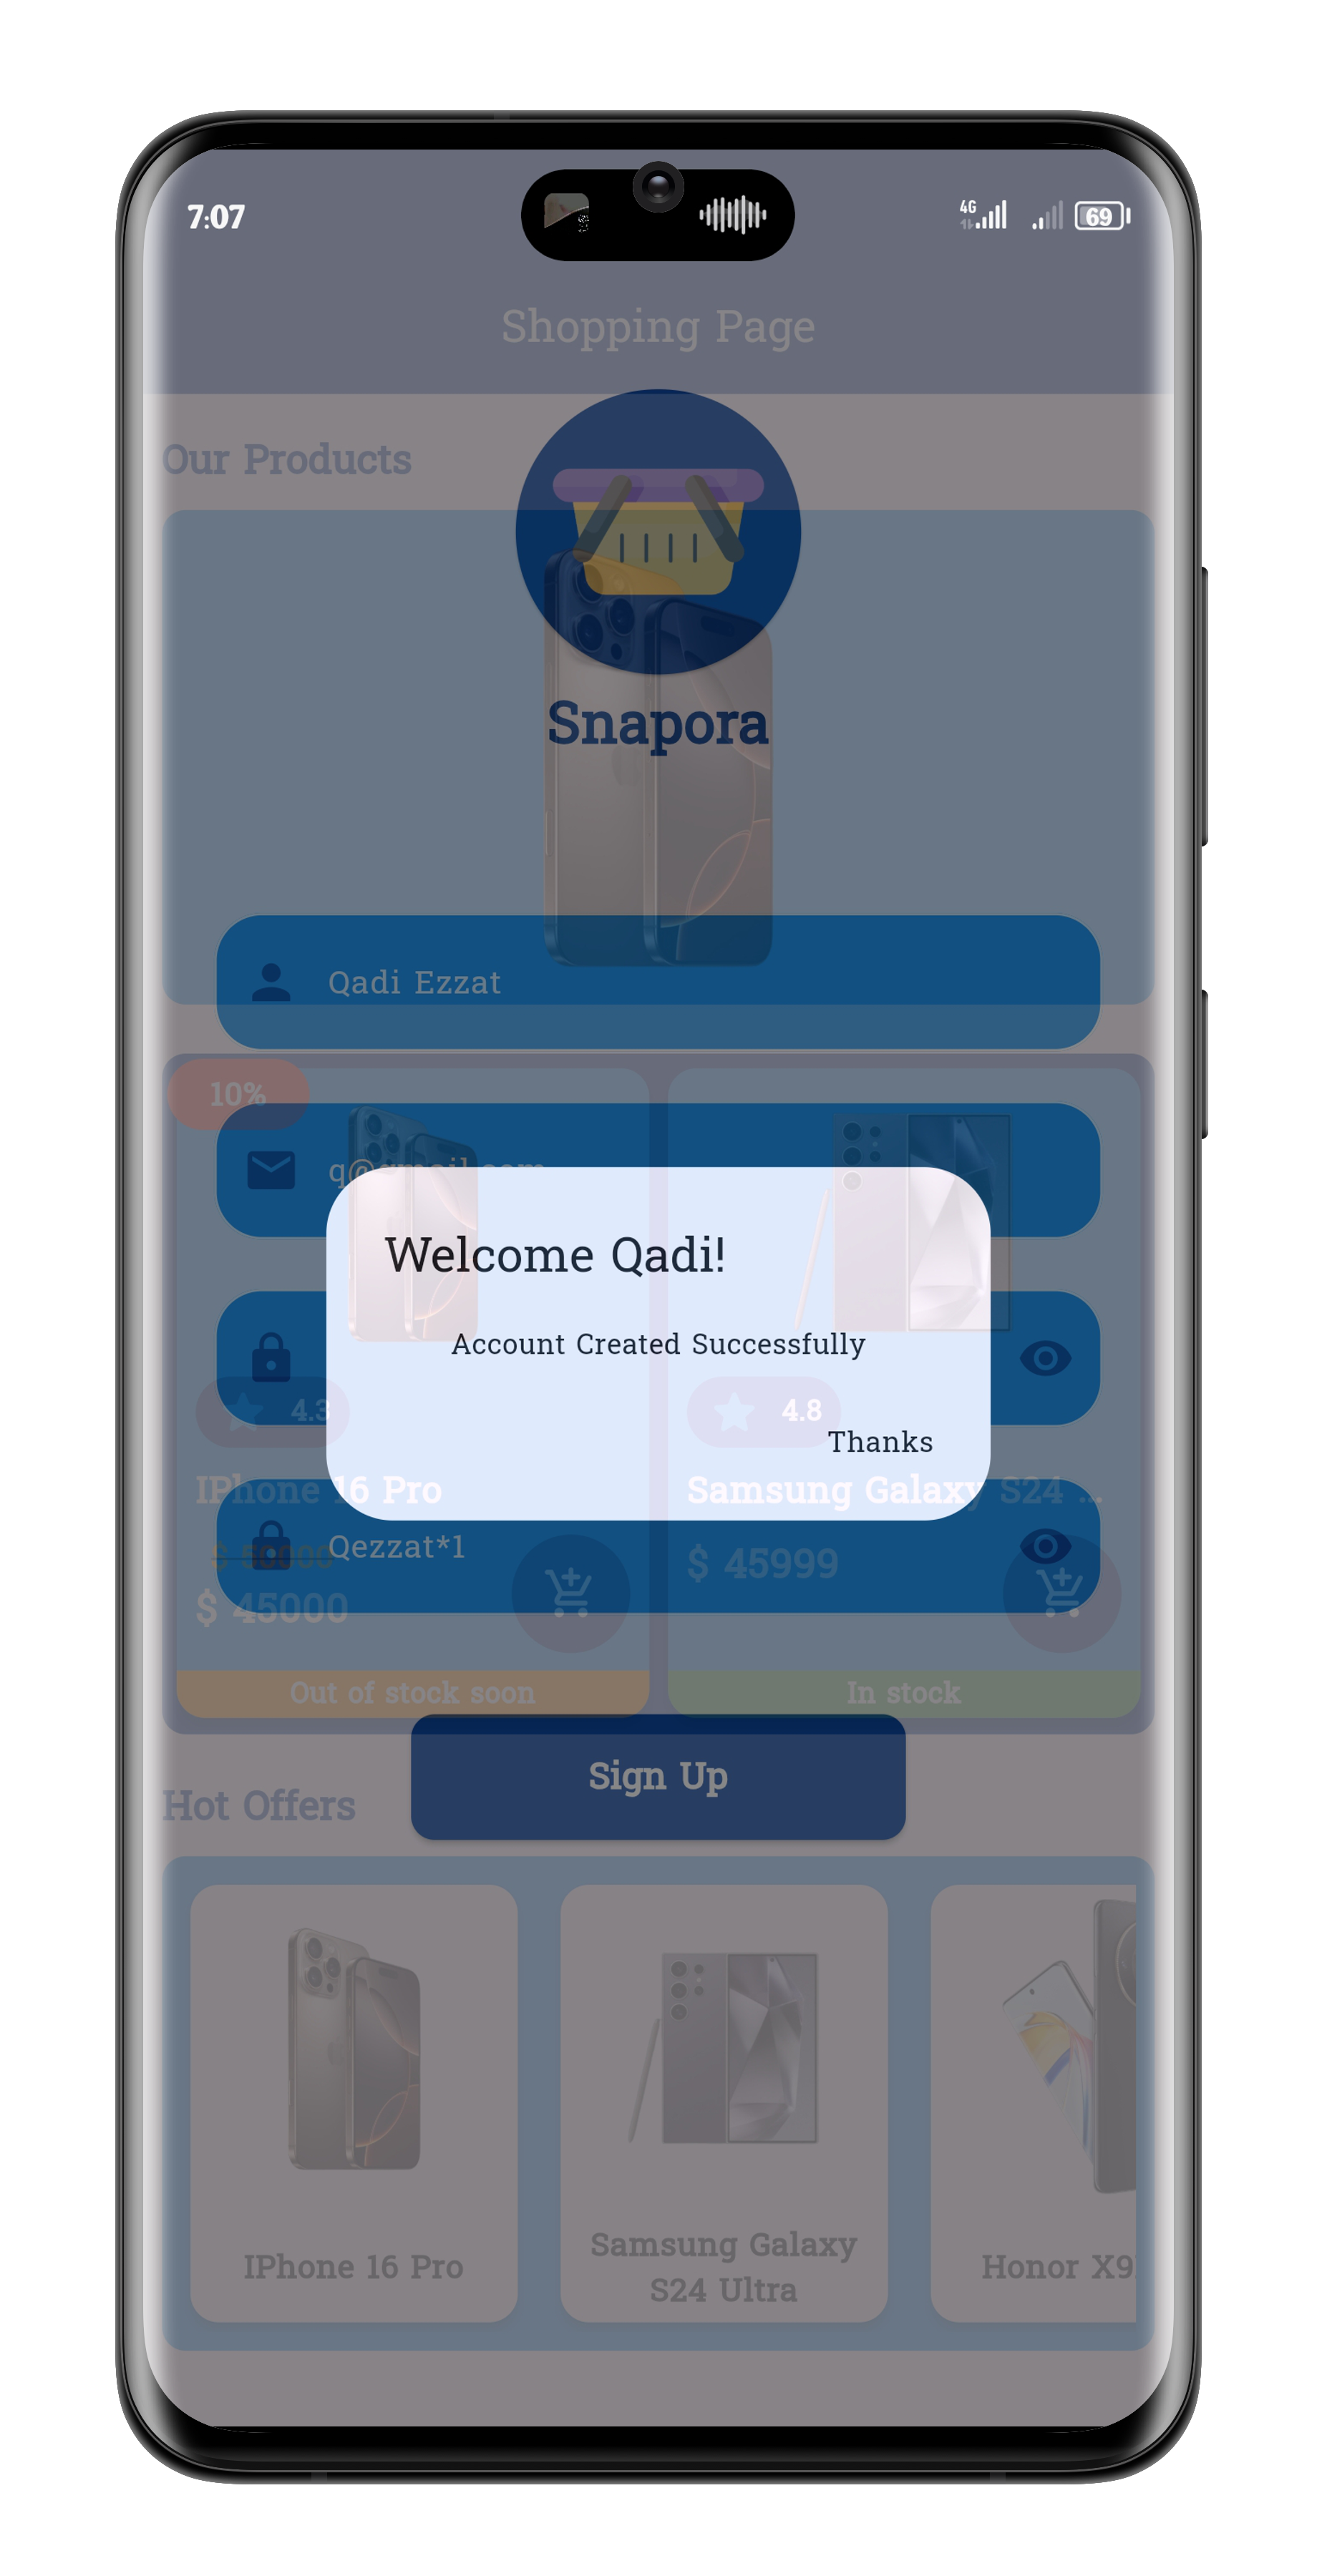 7:07
4G
69
Shopping Page
Our Products
Snapora
Qadi Ezzat
10%
q@gmail.com
Welcome Qadi!
Account Created Successfully
4.3
4.8
Thanks
IPhone 16 Pro
Samsung Galaxy S24 ...
Qezzat*1
$ 50000
$ 45999
$ 45000
Out of stock soon
In stock
Sign Up
Hot Offers
IPhone 16 Pro
Samsung Galaxy
S24 Ultra
Honor X9